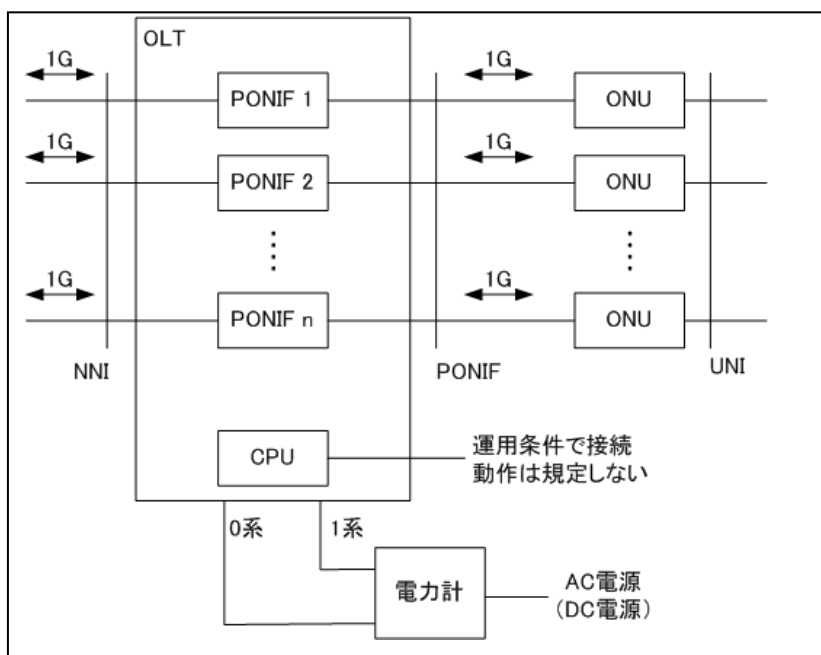 OLT
1G
1G
PONIF 1
ONU
1G
1G
PONIF 2
ONU
1G
1G
PONIF n
ONU
NNI
PONIF
UNI
CPU
運用条件で接続
動作は規定しない
0系
1系
電力計
AC電源
(DC電源)